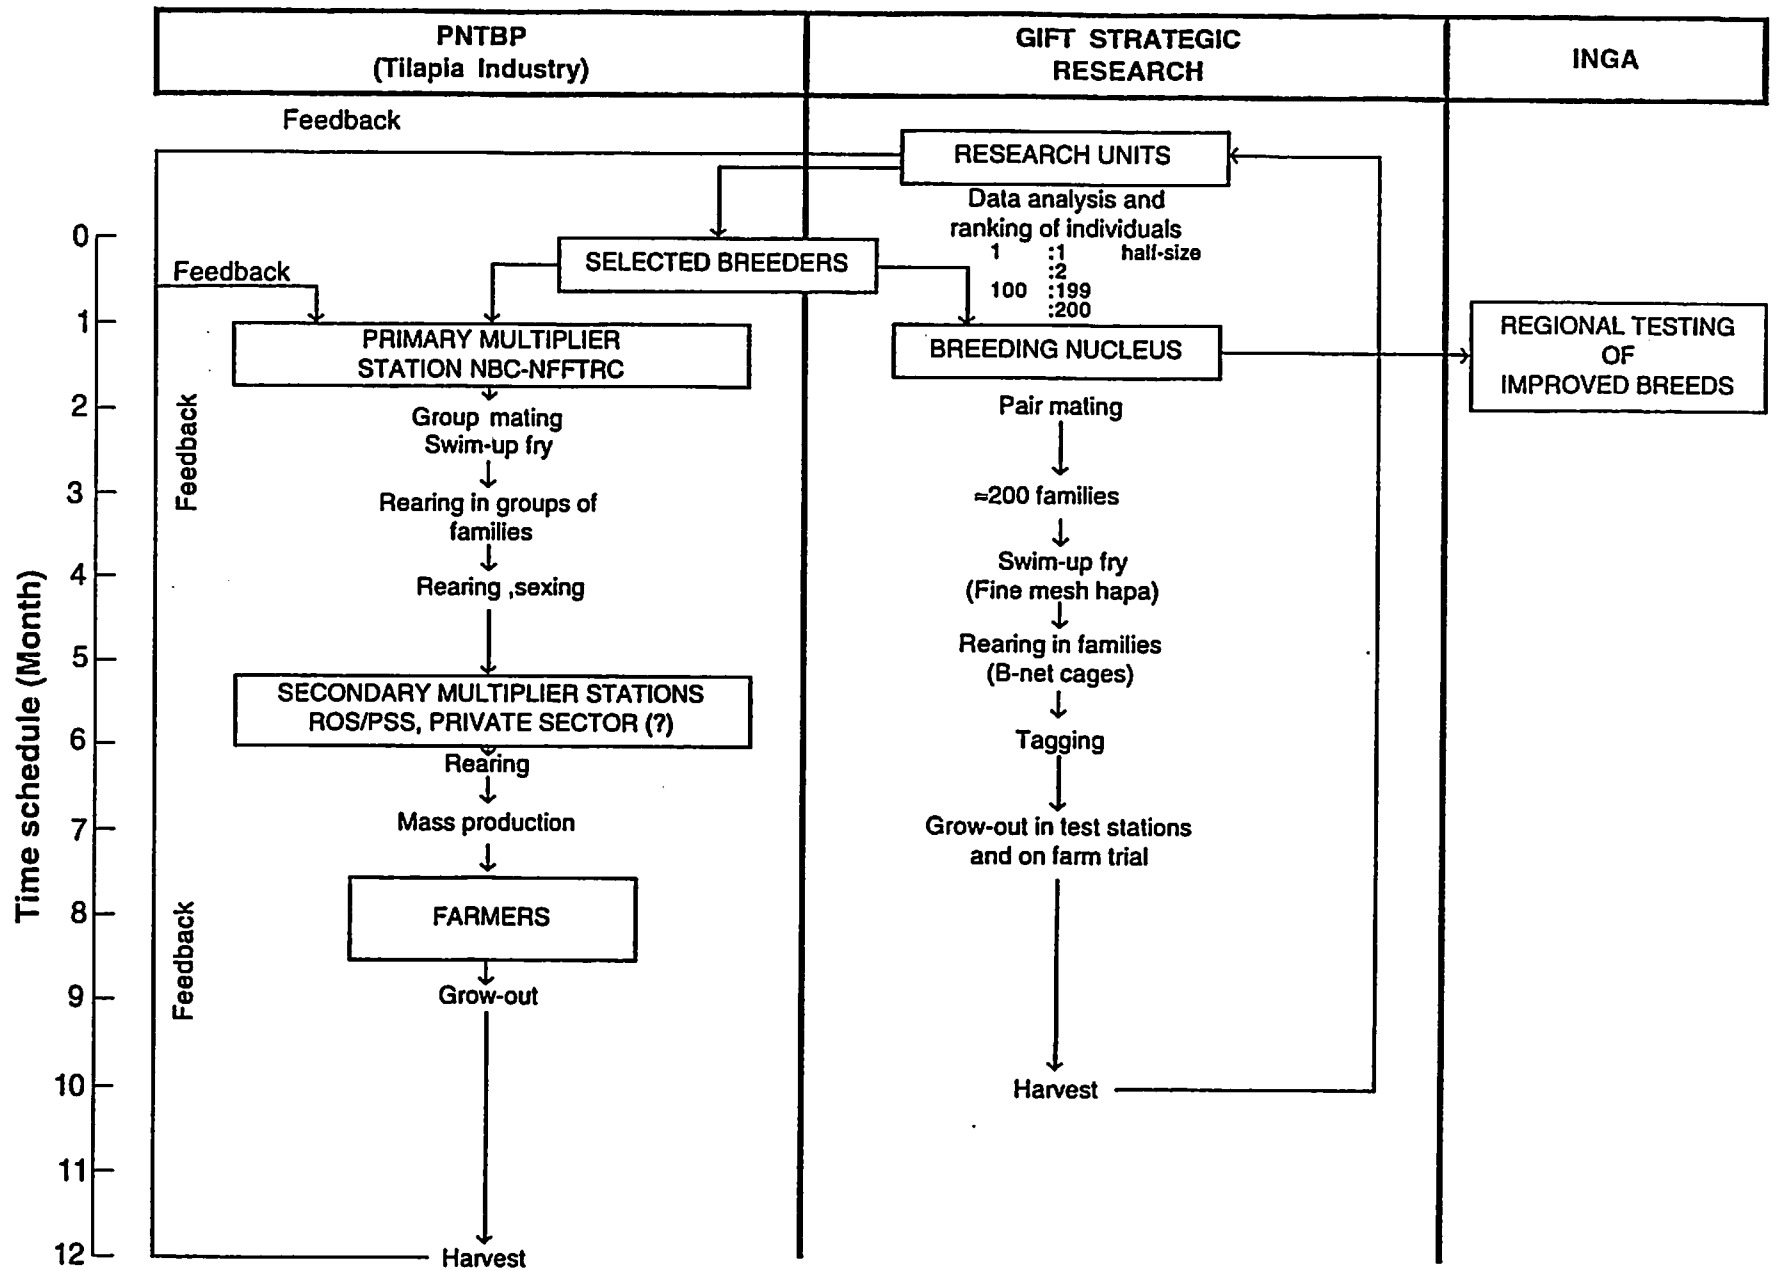 PNTBP
(Tilapia Industry)
GIFT STRATEGIC
RESEARCH
INGA
Feedback
RESEARCH UNITS
Data analysis and
ranking of individuals
1 :1 half-size
:2
100 :199
:200
SELECTED BREEDERS
Feedback
PRIMARY MULTIPLIER
STATION NBC-NFFTRC
BREEDING NUCLEUS
REGIONAL TESTING
OF
IMPROVED BREEDS
Group mating
Swim-up fry
Rearing in groups of
families
Rearing ,sexing
SECONDARY MULTIPLIER STATIONS
ROS/PSS, PRIVATE SECTOR (?)
Rearing
Mass production
FARMERS
Grow-out
Harvest
Pair mating
≈200 families
Swim-up fry
(Fine mesh hapa)
Rearing in families
(B-net cages)
Tagging
Grow-out in test stations
and on farm trial
Harvest
Feedback
Feedback
Time schedule (Month)
0
1
2
3
4
5
6
7
8
9
10
11
12